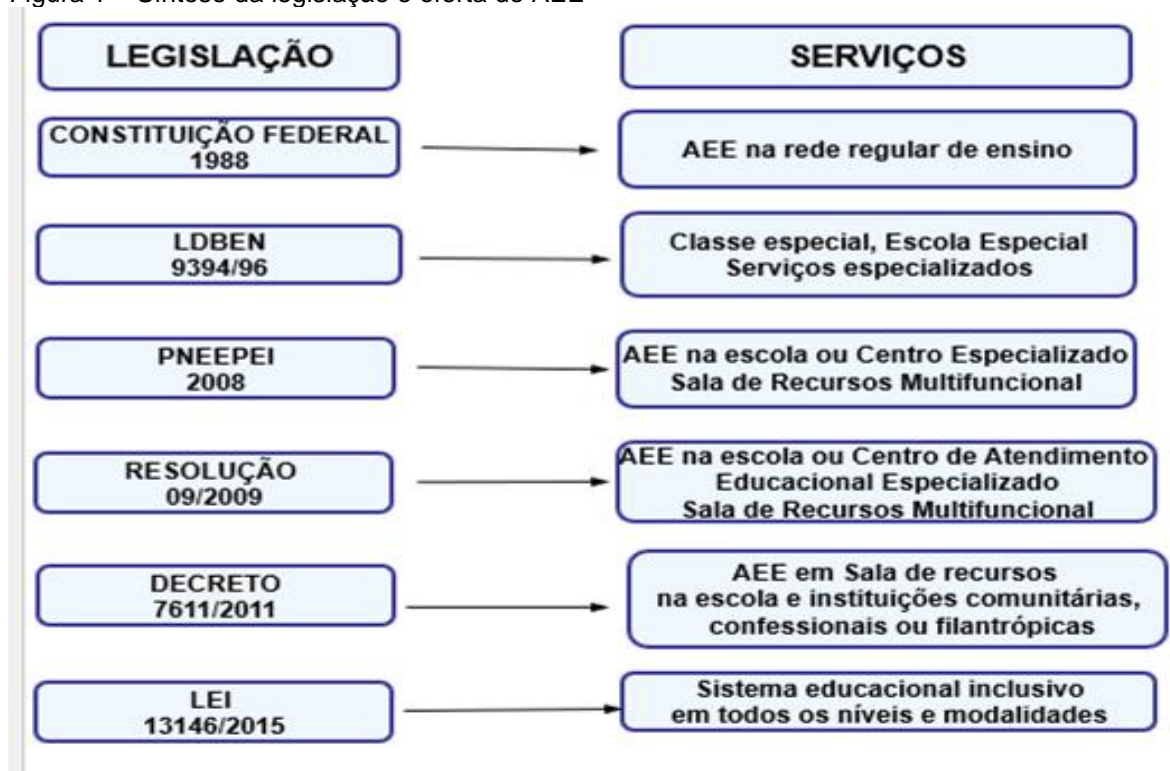 LEGISLAÇÃO
SERVIÇOS
CONSTITUIÇÃO FEDERAL
1988
AEE na rede regular de ensino
LDBEN
9394/96
Classe especial, Escola Especial
Serviços especializados
PNEEPEI
2008
AEE na escola ou Centro Especializado
Sala de Recursos Multifuncional
RESOLUÇÃO
09/2009
AEE na escola ou Centro de Atendimento
Educacional Especializado
Sala de Recursos Multifuncional
DECRETO
7611/2011
AEE em Sala de recursos
na escola e instituições comunitárias,
confessionais ou filantrópicas
LEI
13146/2015
Sistema educacional inclusivo
em todos os níveis e modalidades